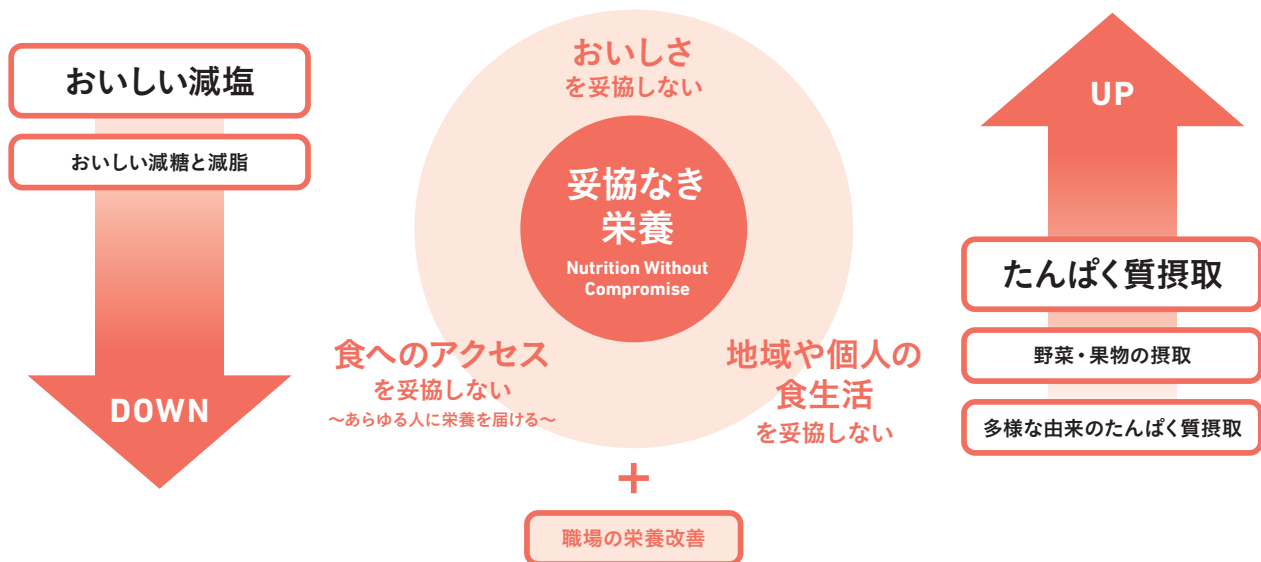 おいしい減塩
おいしい減糖と減脂
DOWN
おいしさ
を妥協しない
妥協なき
栄養
Nutrition Without
Compromise
食へのアクセス
を妥協しない
〜あらゆる人に栄養を届ける〜
地域や個人の
食生活
を妥協しない
+
職場の栄養改善
UP
たんぱく質摂取
野菜・果物の摂取
多様な由来のたんぱく質摂取